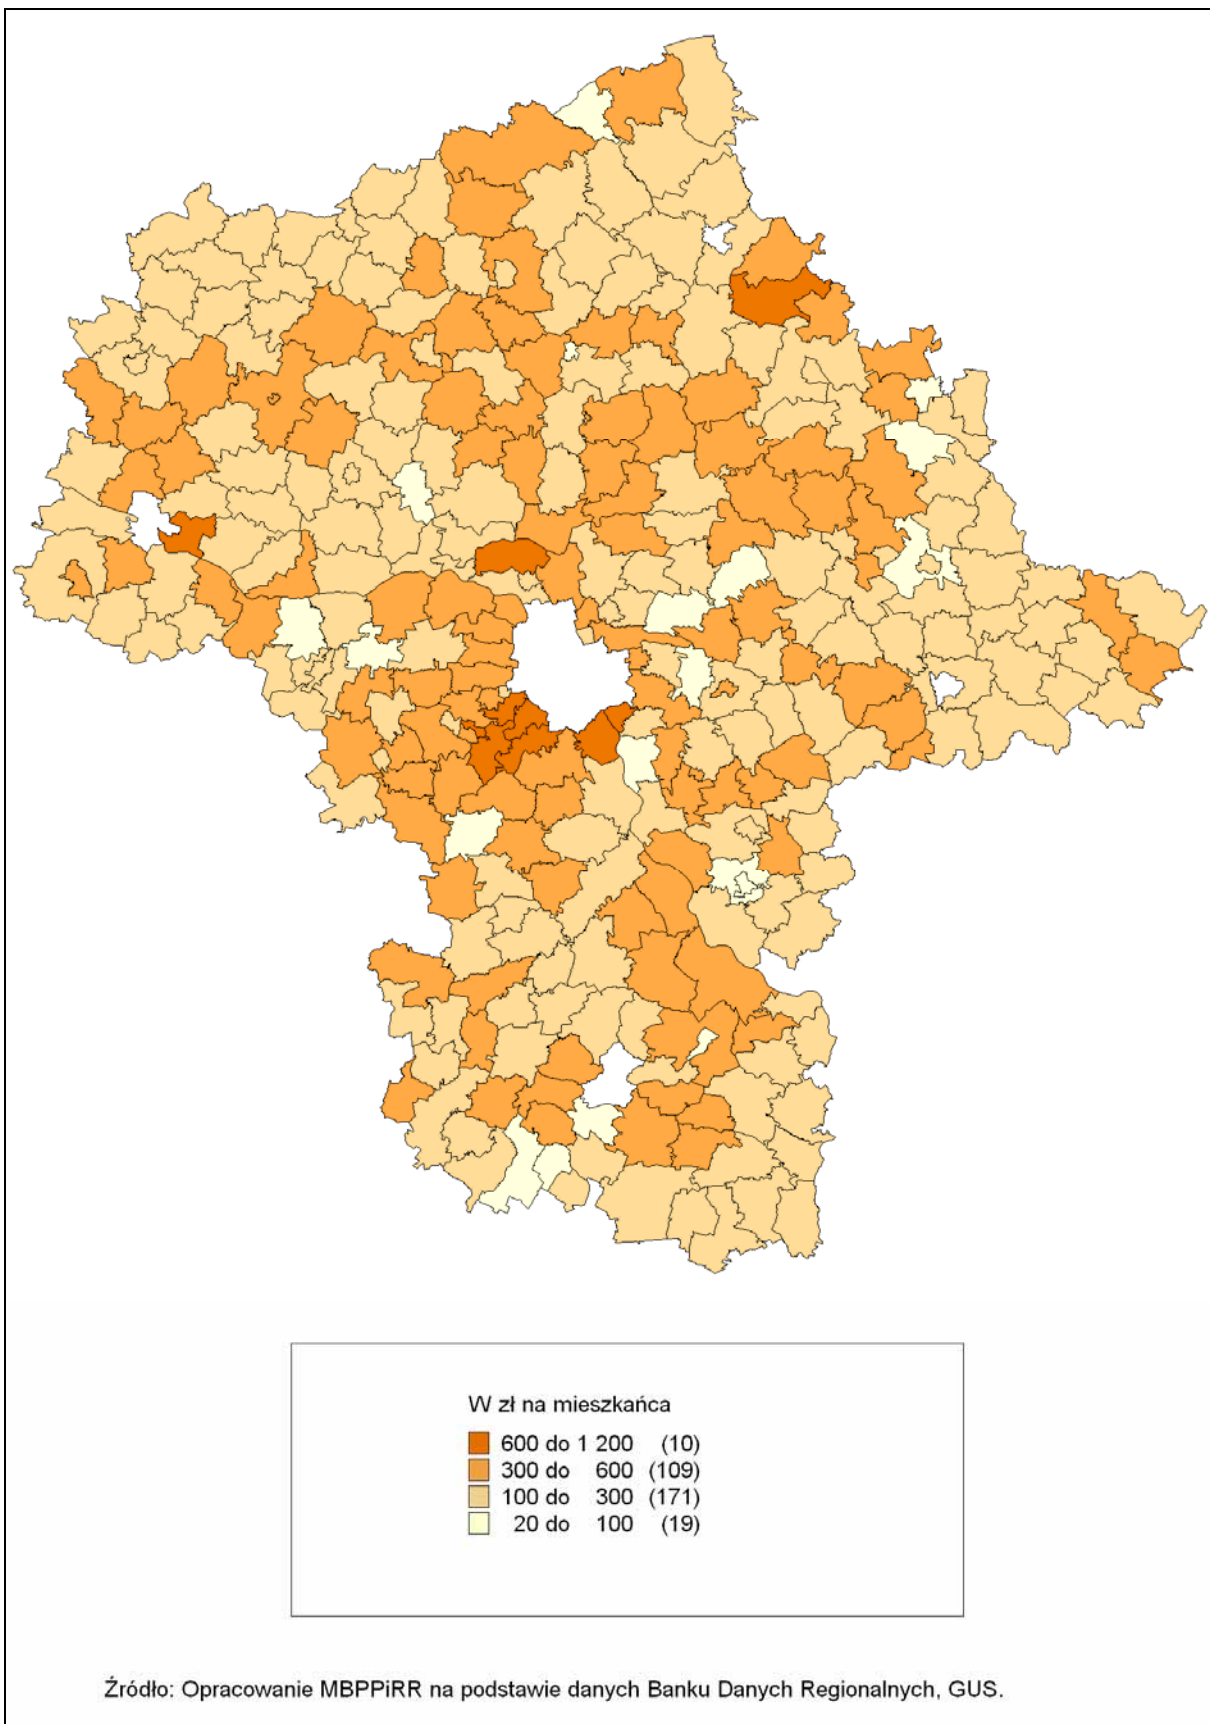 W zł na mieszkańca
600 do 1 200 (10)
300 do 600 (109)
100 do 300 (171)
20 do 100 (19)
Źródło: Opracowanie MBPPiRR na podstawie danych Banku Danych Regionalnych, GUS.